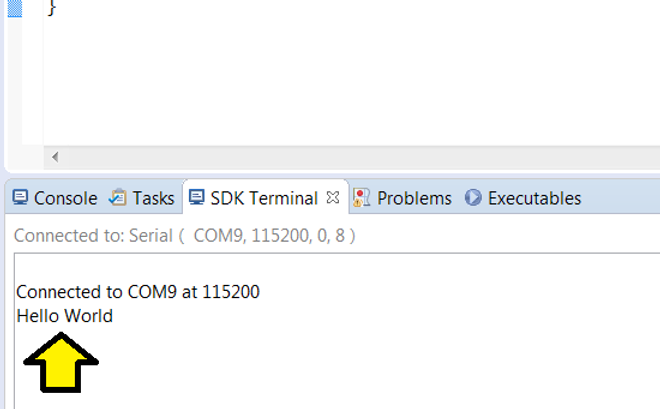 }
Console Tasks SDK Terminal Problems Executables
Connected to: Serial ( COM9, 115200, 0, 8 )
Connected to COM9 at 115200
Hello World